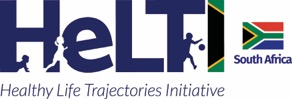 HeLTI
South Africa
Healthy Life Trajectories Initiative